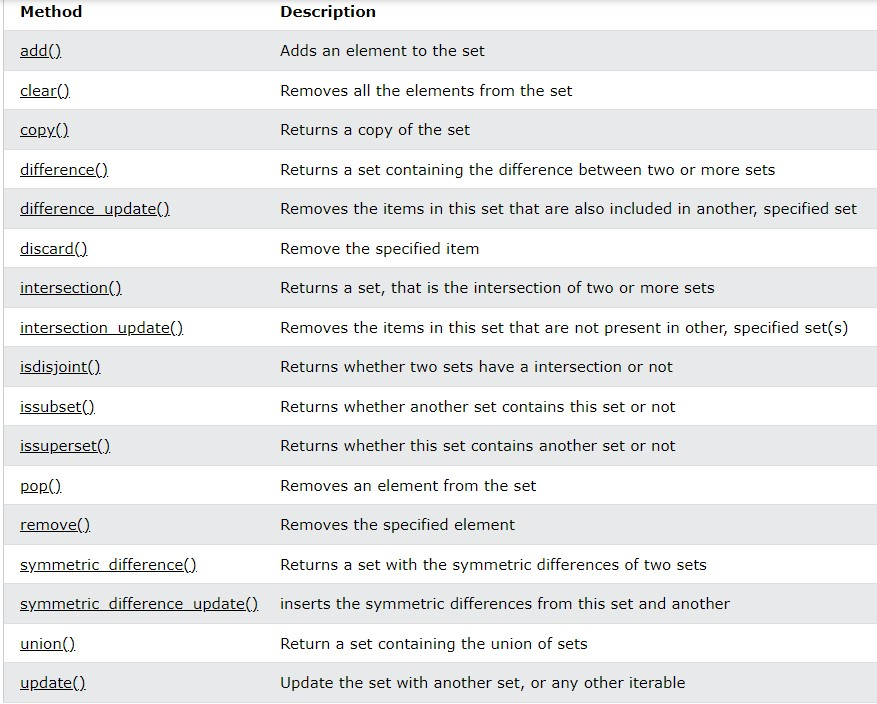 Method Description
add() Adds an element to the set
clear() Removes all the elements from the set
copy() Returns a copy of the set
difference() Returns a set containing the difference between two or more sets
difference_update() Removes the items in this set that are also included in another, specified set
discard() Remove the specified item
intersection() Returns a set, that is the intersection of two or more sets
intersection_update() Removes the items in this set that are not present in other, specified set(s)
isdisjoint() Returns whether two sets have a intersection or not
issubset() Returns whether another set contains this set or not
issuperset() Returns whether this set contains another set or not
pop() Removes an element from the set
remove() Removes the specified element
symmetric_difference() Returns a set with the symmetric differences of two sets
symmetric_difference_update() inserts the symmetric differences from this set and another
union() Return a set containing the union of sets
update() Update the set with another set, or any other iterable